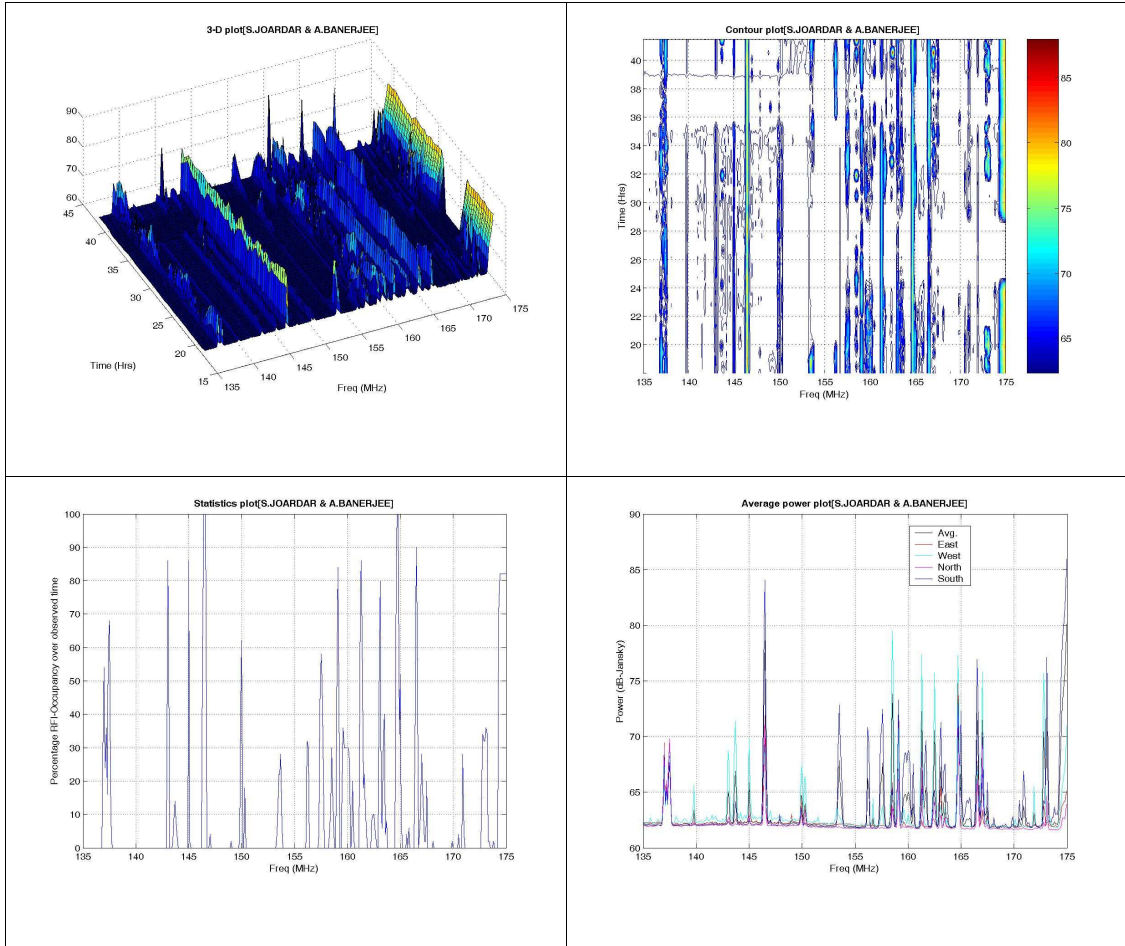 3-D plot[S.JOARDAR & A.BANERJEE]
90
80
70
60
45
40
35
30
25
20
15
135
140
145
150
155
160
165
170
175
Time (Hrs)
Freq (MHz)
Contour plot[S.JOARDAR & A.BANERJEE]
Time (Hrs)
40
38
36
34
32
30
28
26
24
22
20
135 140 145 150 155 160 165 170 175
Freq (MHz)
85
80
75
70
65
Statistics plot[S.JOARDAR & A.BANERJEE]
Percentage RFI-Occupancy over observed time
100
90
80
70
60
50
40
30
20
10
0
135 140 145 150 155 160 165 170 175
Freq (MHz)
Average power plot[S.JOARDAR & A.BANERJEE]
Power (dB-Jansky)
90
85
80
75
70
65
60
Avg.
East
West
North
South
135 140 145 150 155 160 165 170 175
Freq (MHz)